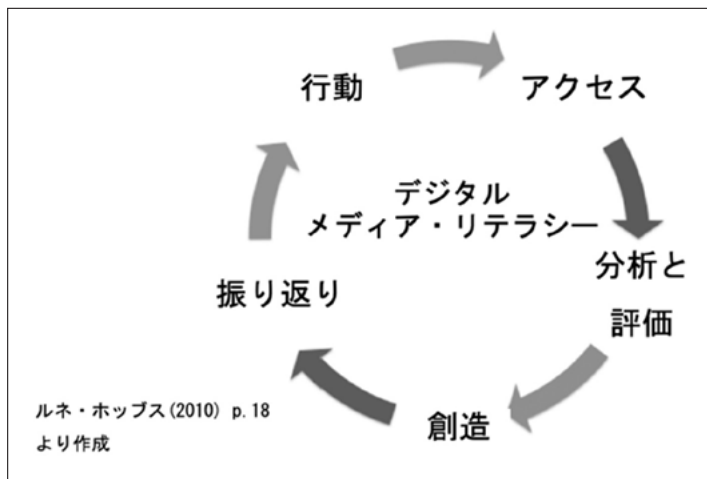 行動
アクセス
デジタル
メディア・リテラシー
分析と
評価
振り返り
創造
ルネ・ホッブス(2010) p.18
より作成